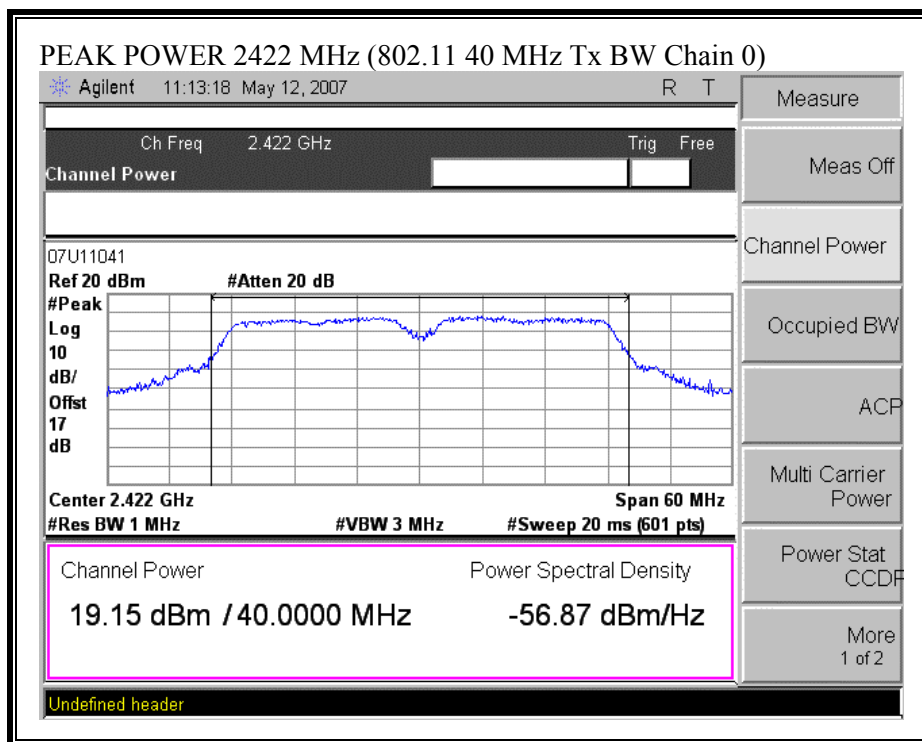 PEAK POWER 2422 MHz (802.11 40 MHz Tx BW Chain 0)
Agilent 11:13:18 May 12, 2007 R T
Measure
Ch Freq 2.422 GHz Trig Free
Channel Power
Meas Off
Channel Power
07U11041
Ref 20 dBm #Atten 20 dB
#Peak
Log
10
dB/
Offst
17
dB
Occupied BW
ACP
Center 2.422 GHz Span 60 MHz
#Res BW 1 MHz #VBW 3 MHz #Sweep 20 ms (601 pts)
Multi Carrier
Power
Channel Power Power Spectral Density
19.15 dBm / 40.0000 MHz -56.87 dBm/Hz
Power Stat
CCDF
More
1 of 2
Undefined header